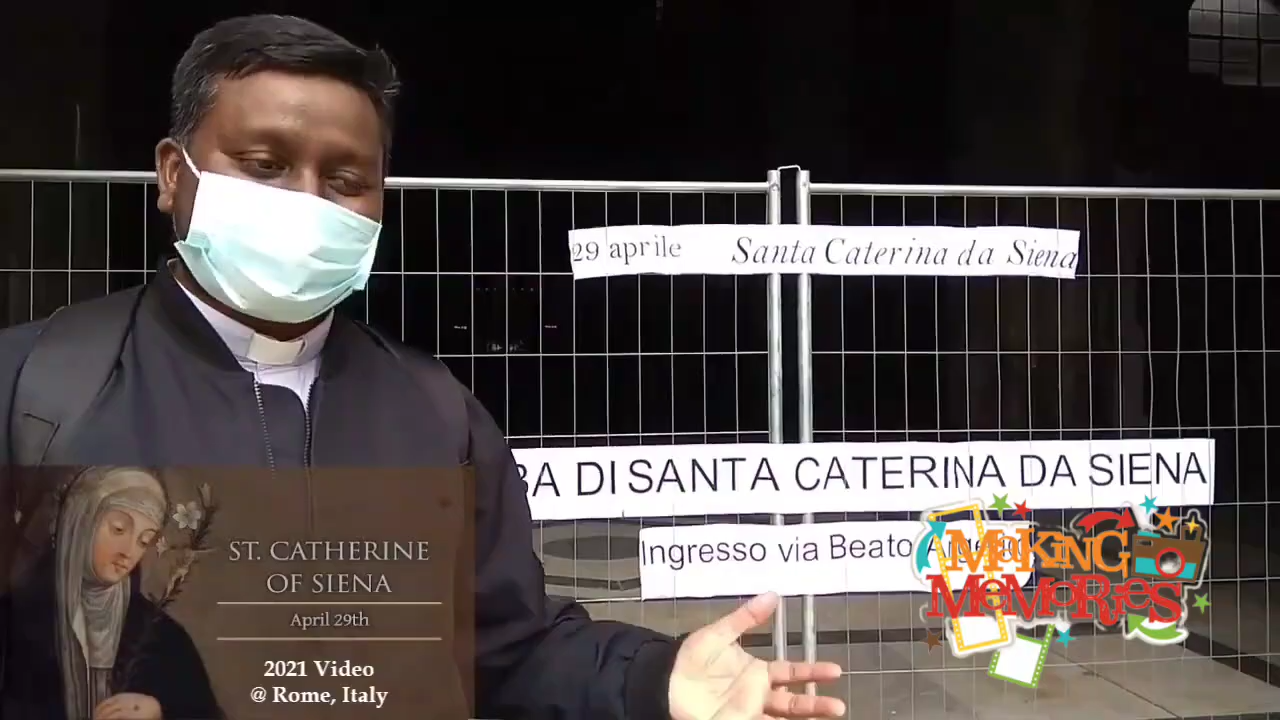 29 aprile Santa Caterina da Siena
BA DI SANTA CATERINA DA SIENA
Ingresso via Beato
MaKiNG
MeMoRieS
ST. CATHERINE
OF SIENA
April 29th
2021 Video
@ Rome, Italy